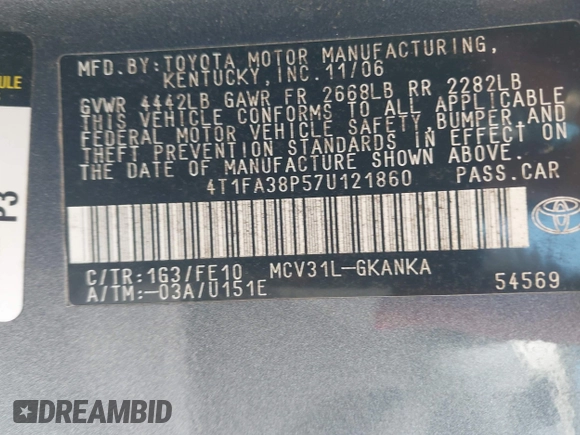 MFD.BY:TOYOTA MOTOR MANUFACTURING,
KENTUCKY, INC. 11/06
GVWR 4442LB GAWR FR 2668LB RR 2282LB
THIS VEHICLE CONFORMS TO ALL APPLICABLE
FEDERAL MOTOR VEHICLE SAFETY, BUMPER, AND
THEFT PREVENTION STANDARDS IN EFFECT ON
THE DATE OF MANUFACTURE SHOWN ABOVE.
4T1FA38P57U121860 PASS.CAR
C/TR:1G3/FE10 MCV31L-GKANKA
A/TM:-03A/U151E 54569
TOYOTA
ULE
P3
DREAMBID